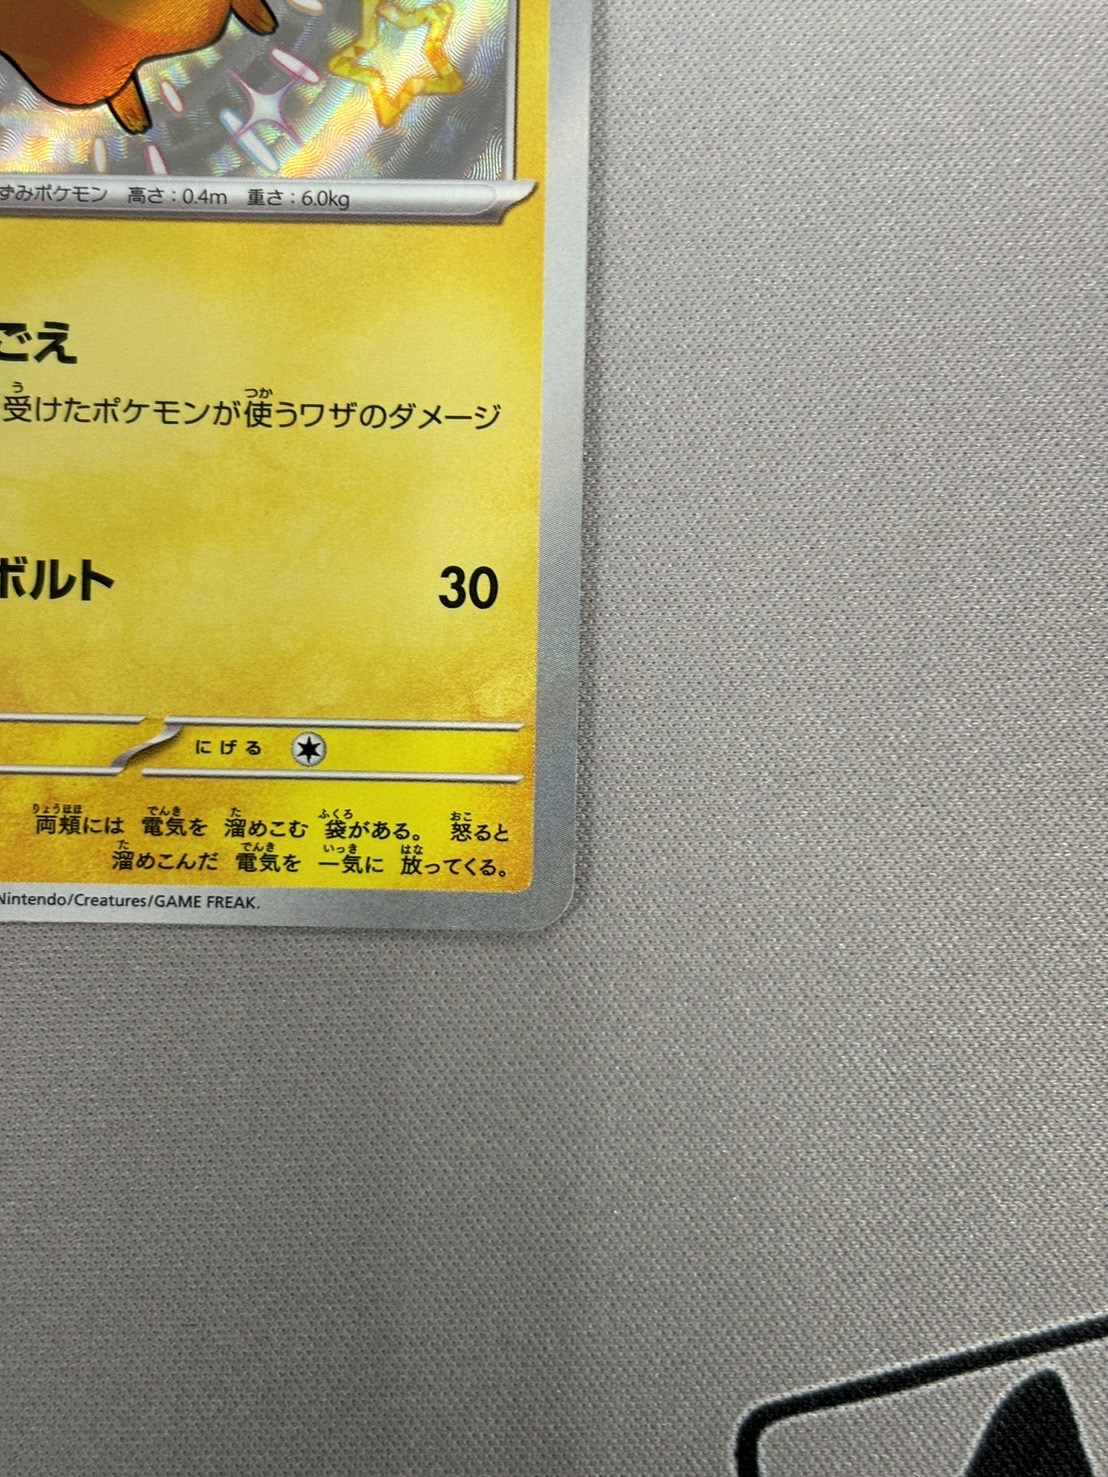 ずみポケモン 高さ:0.4m 重さ:6.0kg
ごえ
受けたポケモンが使うワザのダメージ
ボルト 30
にげる
両頬には 電気を 溜めこむ 袋がある。 怒ると
溜めこんだ 電気を 一気に 放ってくる。
Nintendo/Creatures/GAME FREAK.